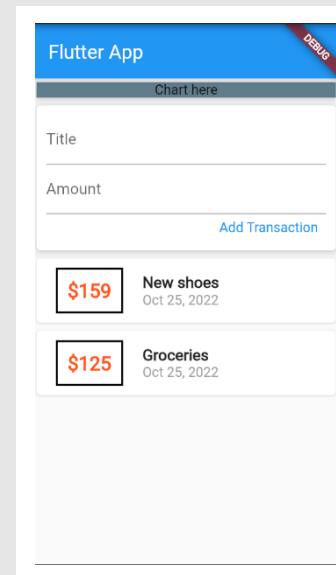 Flutter App
DEBUG
Chart here
Title
Amount
Add Transaction
$159
New shoes
Oct 25, 2022
$125
Groceries
Oct 25, 2022